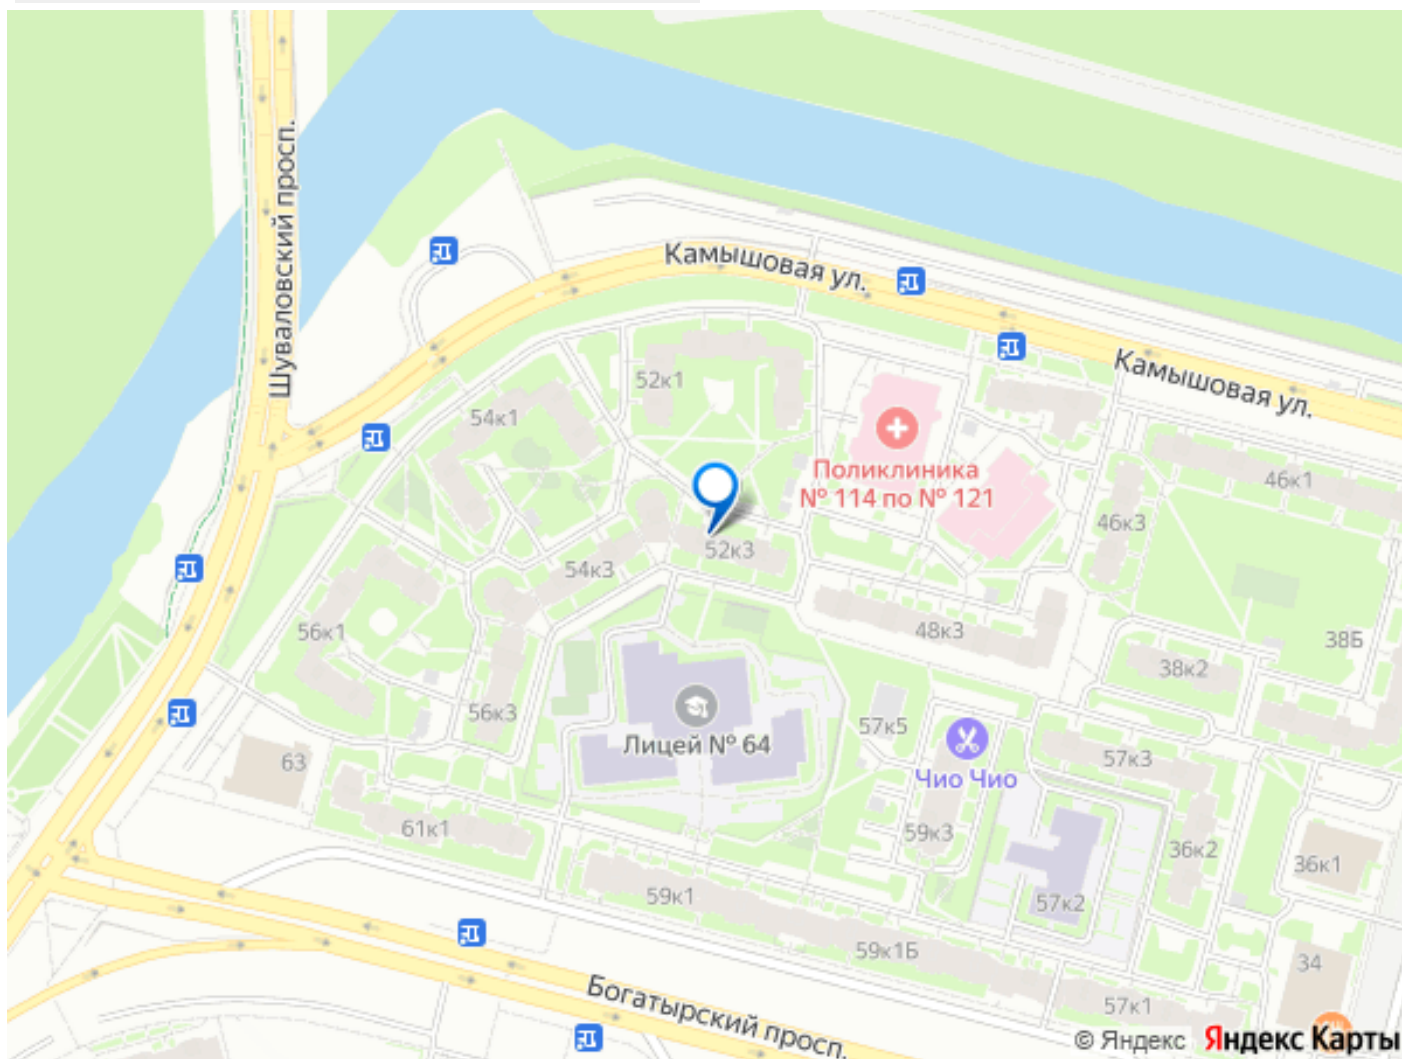 Шуваловский просп.
Камышовая ул.
Камышовая ул.
52к1
54к1
Поликлиника
№ 114 по № 121
46к1
46к3
52к3
54к3
56к1
48к3
38Б
38к2
56к3
57к5
Лицей № 64
Чио Чио
57к3
63
61к1
59к3
36к2
36к1
59к1
57к2
59к1Б
34
Богатырский просп.
57к1
© Яндекс Яндекс Карты